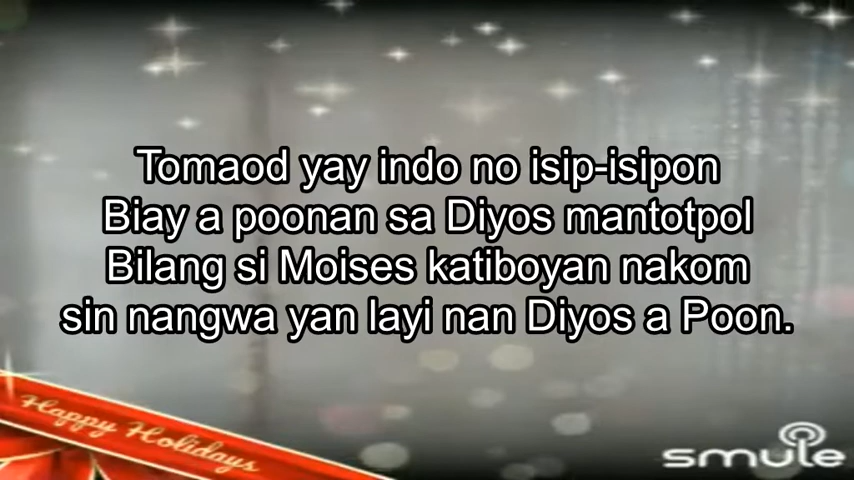 Tomaod yay indo no isip-isipon
Biay a poonan sa Diyos mantotpol
Bilang si Moises katiboyan nakom
sin nangwa yan layi nan Diyos a Poon.
Happy Holidays
smule